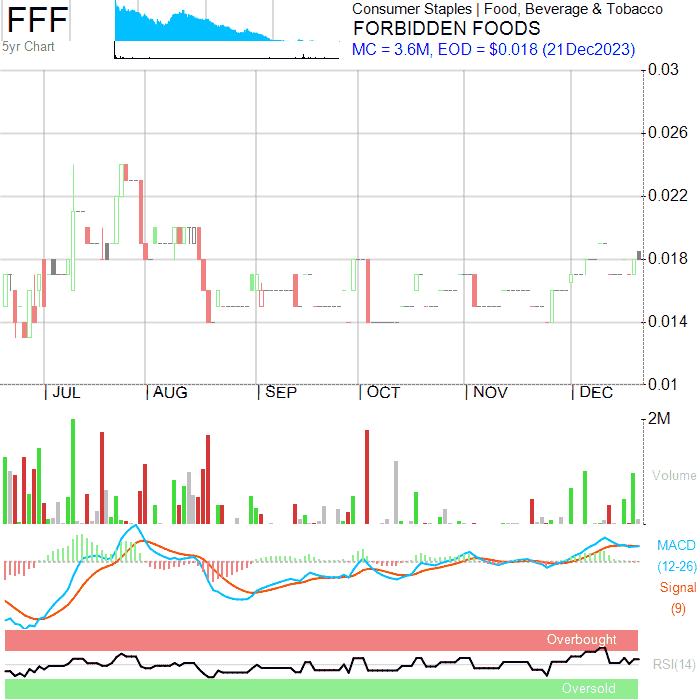 FFF
5yr Chart
Consumer Staples | Food, Beverage & Tobacco
FORBIDDEN FOODS
MC = 3.6M, EOD = $0.018 (21Dec2023)
0.03
0.026
0.022
0.018
0.014
0.01
JUL AUG SEP OCT NOV DEC
2M
Volume
MACD
(12-26)
Signal
(9)
Overbought
RSI(14)
Oversold